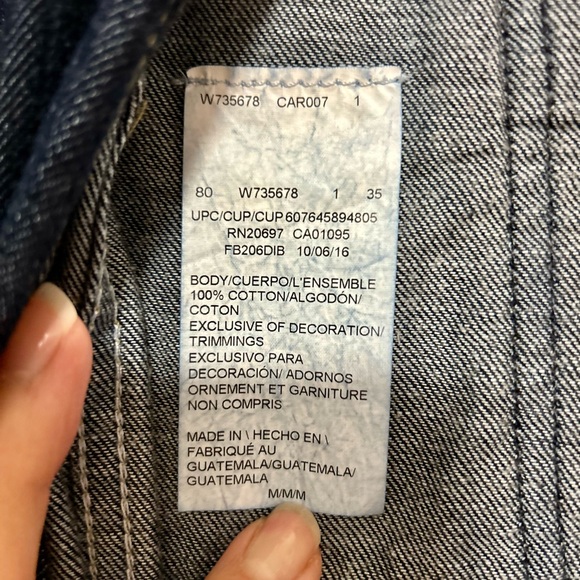 W735678 CAR007 1
80 W735678 1 35
UPC/CUP/CUP 607645894805
RN20697 CA01095
FB206DIB 10/06/16
BODY/CUERPO/L'ENSEMBLE
100% COTTON/ALGODÓN/
COTON
EXCLUSIVE OF DECORATION/
TRIMMINGS
EXCLUSIVO PARA
DECORACIÓN/ ADORNOS
ORNEMENT ET GARNITURE
NON COMPRIS
MADE IN \ HECHO EN \
FABRIQUÉ AU
GUATEMALA/GUATEMALA/
GUATEMALA
M/M/M